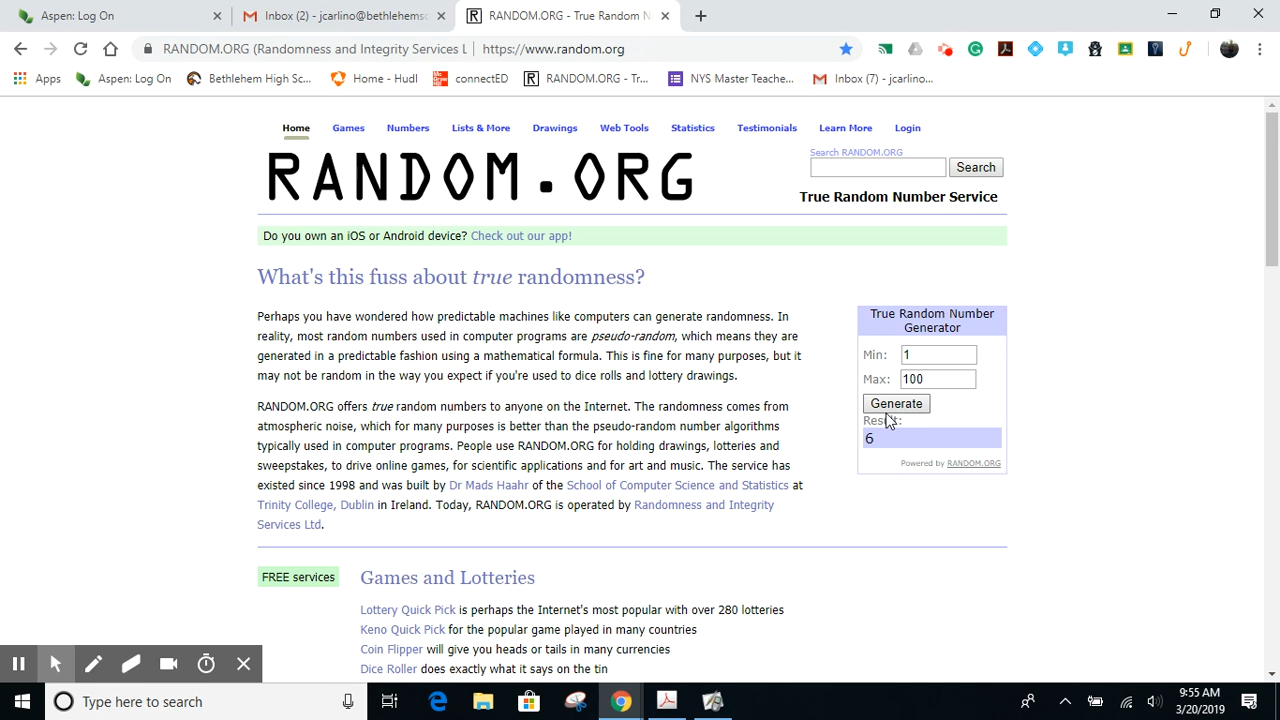 Aspen: Log On
Inbox (2) - jcarlino@bethlehemsc
RANDOM.ORG - True Random N
RANDOM.ORG (Randomness and Integrity Services L
https://www.random.org
Apps
Aspen: Log On
Bethlehem High Sc...
Home - Hudl
connectED
RANDOM.ORG - Tr...
NYS Master Teache...
Inbox (7) - jcarlino...
Home
Games
Numbers
Lists & More
Drawings
Web Tools
Statistics
Testimonials
Learn More
Login
RANDOM.ORG
Search RANDOM.ORG
Search
True Random Number Service
Do you own an iOS or Android device? Check out our app!
What's this fuss about true randomness?
Perhaps you have wondered how predictable machines like computers can generate randomness. In
reality, most random numbers used in computer programs are pseudo-random, which means they are
generated in a predictable fashion using a mathematical formula. This is fine for many purposes, but it
may not be random in the way you expect if you're used to dice rolls and lottery drawings.
RANDOM.ORG offers true random numbers to anyone on the Internet. The randomness comes from
atmospheric noise, which for many purposes is better than the pseudo-random number algorithms
typically used in computer programs. People use RANDOM.ORG for holding drawings, lotteries and
sweepstakes, to drive online games, for scientific applications and for art and music. The service has
existed since 1998 and was built by Dr Mads Haahr of the School of Computer Science and Statistics at
Trinity College, Dublin in Ireland. Today, RANDOM.ORG is operated by Randomness and Integrity
Services Ltd.
True Random Number
Generator
Min: 1
Max: 100
Generate
Result:
6
Powered by RANDOM.ORG
FREE services
Games and Lotteries
Lottery Quick Pick is perhaps the Internet's most popular with over 280 lotteries
Keno Quick Pick for the popular game played in many countries
Coin Flipper will give you heads or tails in many currencies
Dice Roller does exactly what it says on the tin
Type here to search
9:55 AM
3/20/2019